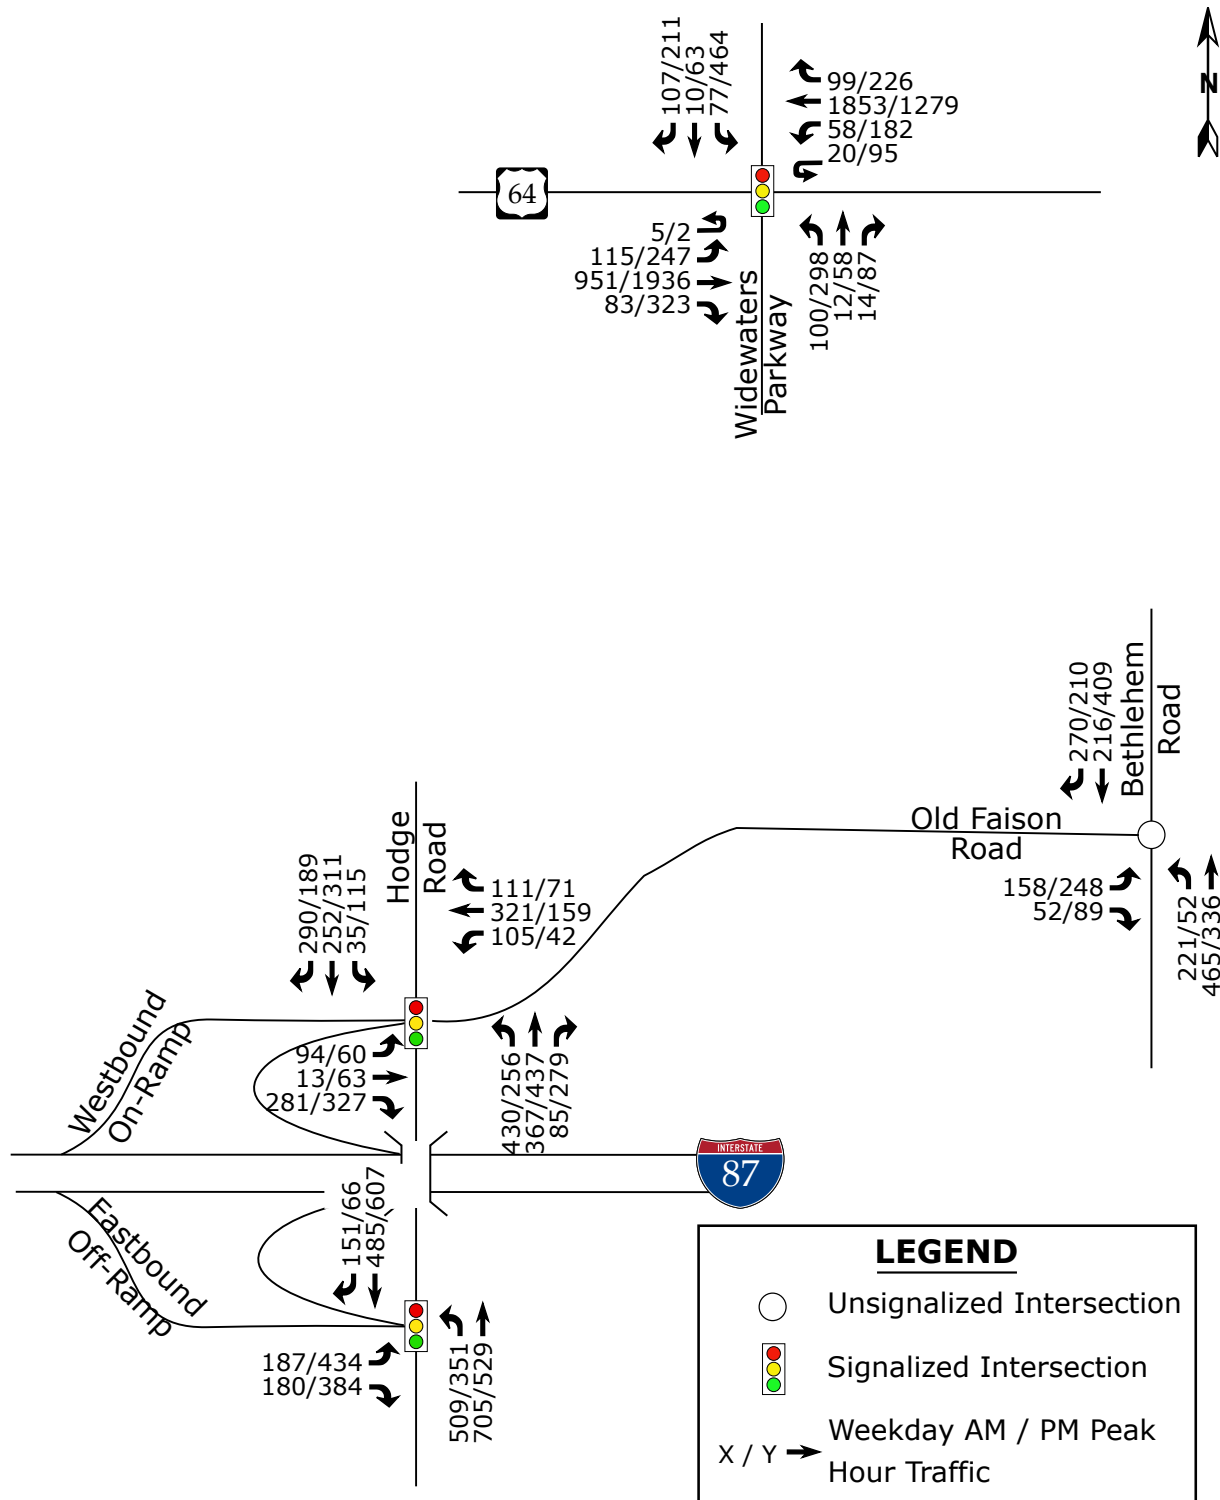 107/211
10/63
77/464
99/226
1853/1279
58/182
20/95
N
64
5/2
115/247
951/1936
83/323
100/298
12/58
14/87
Widewaters
Parkway
270/210
216/409
Bethlehem
Road
Old Faison
Road
158/248
52/89
221/52
465/336
Hodge
Road
290/189
252/311
35/115
111/71
321/159
105/42
Westbound
On-Ramp
94/60
13/63
281/327
430/256
367/437
85/279
INTERSTATE
87
Eastbound
Off-Ramp
151/66
485/607
187/434
180/384
509/351
705/529
LEGEND
Unsignalized Intersection
Signalized Intersection
X / Y
Weekday AM / PM Peak
Hour Traffic